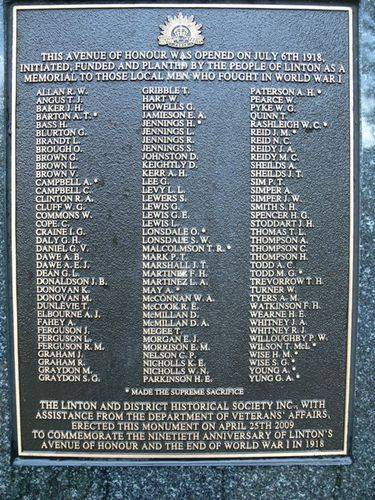 THIS AVENUE OF HONOUR WAS OPENED ON JULY 6TH 1918.
INITIATED, FUNDED AND PLANTED BY THE PEOPLE OF LINTON AS A
MEMORIAL TO THOSE LOCAL MEN WHO FOUGHT IN WORLD WAR I
ALLAN R. W.
ANGUS T. J.
BAKER J. H.
BARTON A. T. *
BASS H.
BLURTON G.
BRANDT L.
BROUGH O.
BROWN G.
BROWN L.
BROWN V.
CAMPBELL A. *
CAMPBELL C.
CLINTON R. A.
CLUFF W. G.
COMMONS W.
COPE C.
CRAINE I. G.
DALY G. H.
DANIEL G. V.
DAWE A. B.
DAWE A. E. J.
DEAN G. L.
DONALDSON J. B.
DONOVAN J.
DONOVAN M.
DUNLEVIE T.
ELBOURNE A. J.
FAHEY A.
FERGUSON J.
FERGUSON L.
FERGUSON R. M.
GRAHAM J.
GRAHAM R.
GRAYDON M.
GRAYDON S. G.
GRIBBLE T.
HART W.
HOWELLS G.
JAMIESON E. A.
JENNINGS H. *
JENNINGS L.
JENNINGS R.
JENNINGS S.
JOHNSTON D.
KEIGHTLY D.
KERR A. H.
LEE G.
LEVY L. L.
LEWERS S.
LEWIS G.
LEWIS G. E.
LEWIS L.
LONSDALE O. *
LONSDALE S. W.
MALCOLMSON T. R. *
MARK P. T.
MARSHALL J. T.
MARTINEZ F. H.
MARTINEZ L. A.
MAY A. *
McCONNAN W. A.
McCOOK R. E.
McMILLAN D.
McMILLAN D. A.
MEGEE T.
MORGAN E. J.
MORRISON E. M.
NELSON G. P.
NICHOLLS K. E.
NICHOLLS W. N.
PARKINSON H. E.
PATERSON A. H. *
PEARCE W.
PYKE W. G.
QUINN T.
RASHLEIGH W. C. *
REID J. M. *
REID N. C.
REIDY J. A.
REIDY M. C.
SHEILDS A.
SHEILDS J. T.
SIM P. T.
SIMPER A.
SIMPER J. W.
SMITH S. H.
SPENCER H. G.
STODDART J. H.
THOMAS T. L.
THOMPSON A.
THOMPSON C.
THOMPSON H.
TODD A. C.
TODD M. G. *
TREVORROW T. H.
TURNER W.
TYERS A. M.
WATKINSON F. H.
WEARNE H. E.
WHITNEY J. A.
WHITNEY R. J.
WILLOUGHBY P. W.
WILSON T. McL *
WISE H. M. *
WISE S. G. *
YOUNG A. *
YUNG G. A. *
* MADE THE SUPREME SACRIFICE
THE LINTON AND DISTRICT HISTORICAL SOCIETY INC., WITH
ASSISTANCE FROM THE DEPARTMENT OF VETERANS' AFFAIRS,
ERECTED THIS MONUMENT ON APRIL 25TH 2009
TO COMMEMORATE THE NINETIETH ANNIVERSARY OF LINTON'S
AVENUE OF HONOUR AND THE END OF WORLD WAR I IN 1918